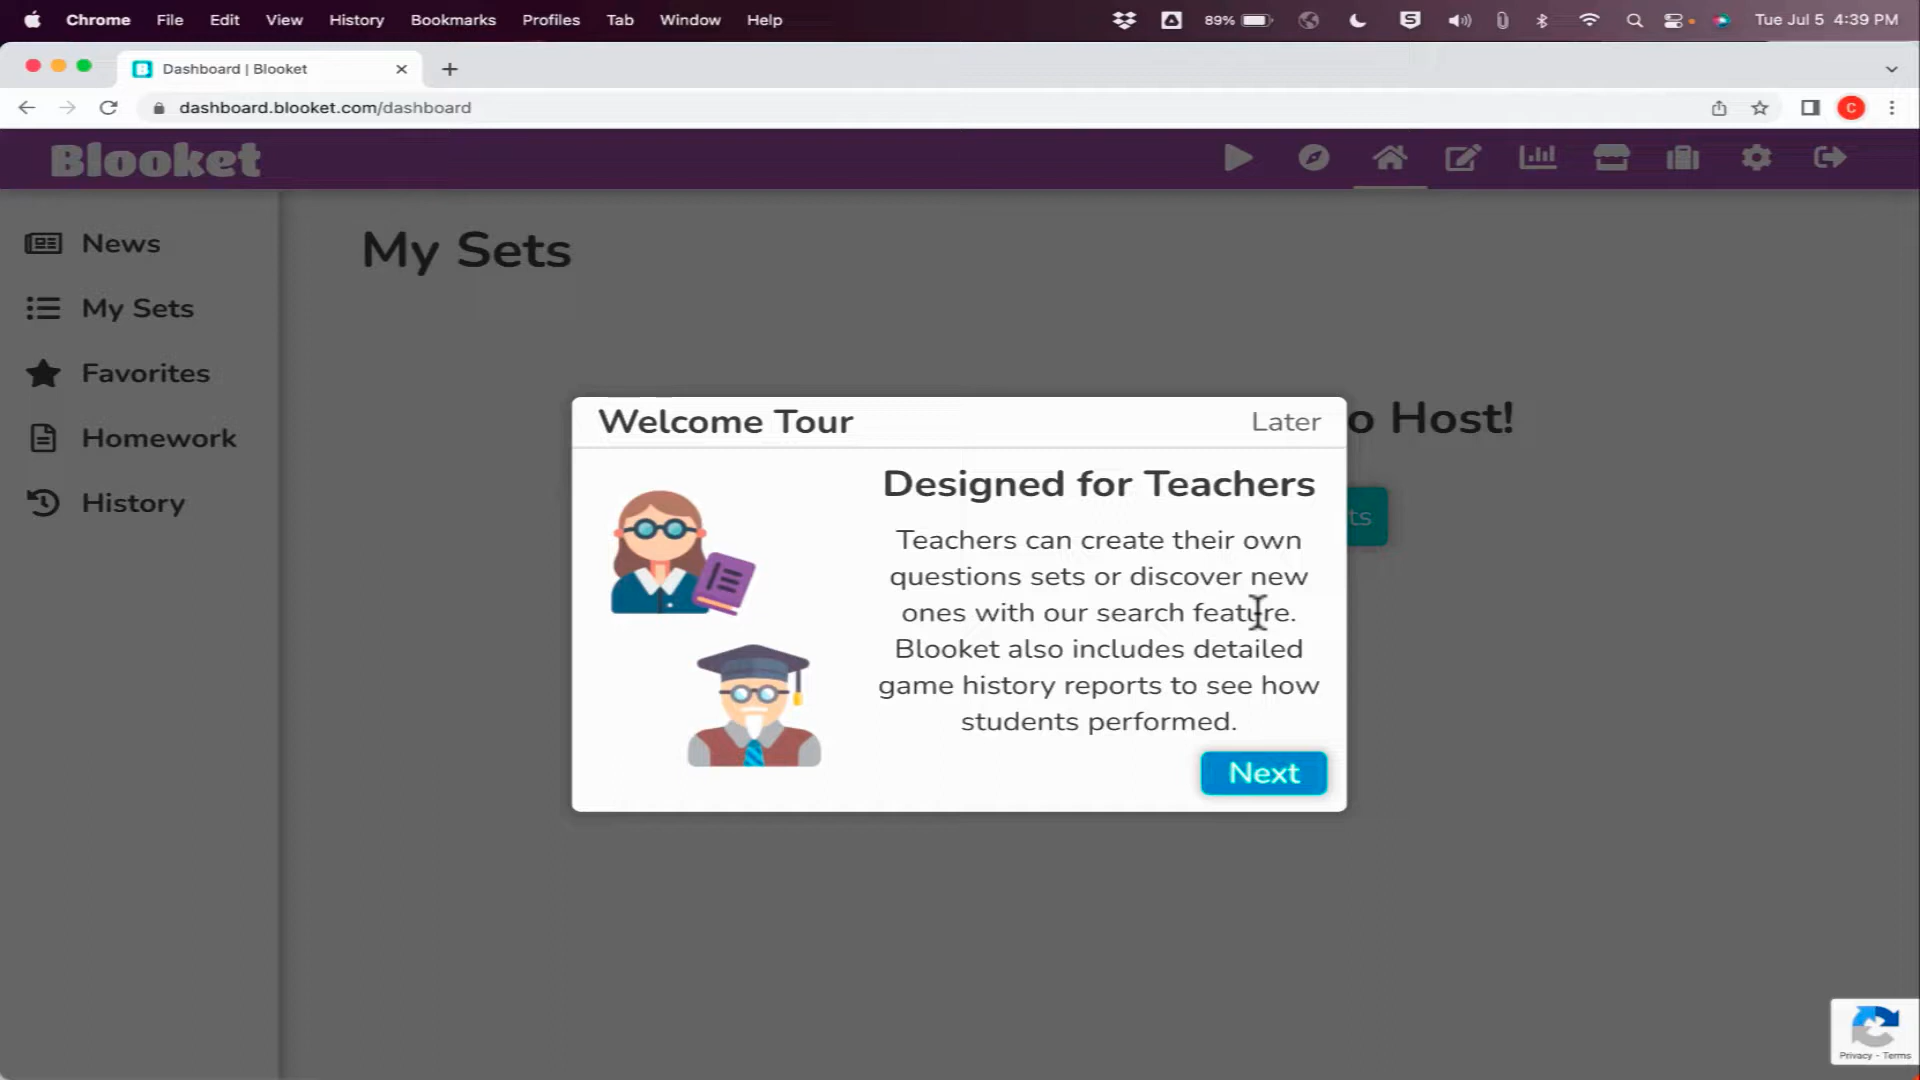 Chrome File Edit View History Bookmarks Profiles Tab Window Help 89% Tue Jul 5 4:39 PM
Dashboard | Blooket
dashboard.blooket.com/dashboard
Blooket
News
My Sets
Favorites
Homework
History
My Sets
o Host!
ts
Welcome Tour Later
Designed for Teachers
Teachers can create their own
questions sets or discover new
ones with our search feature.
Blooket also includes detailed
game history reports to see how
students performed.
Next
Privacy - Terms